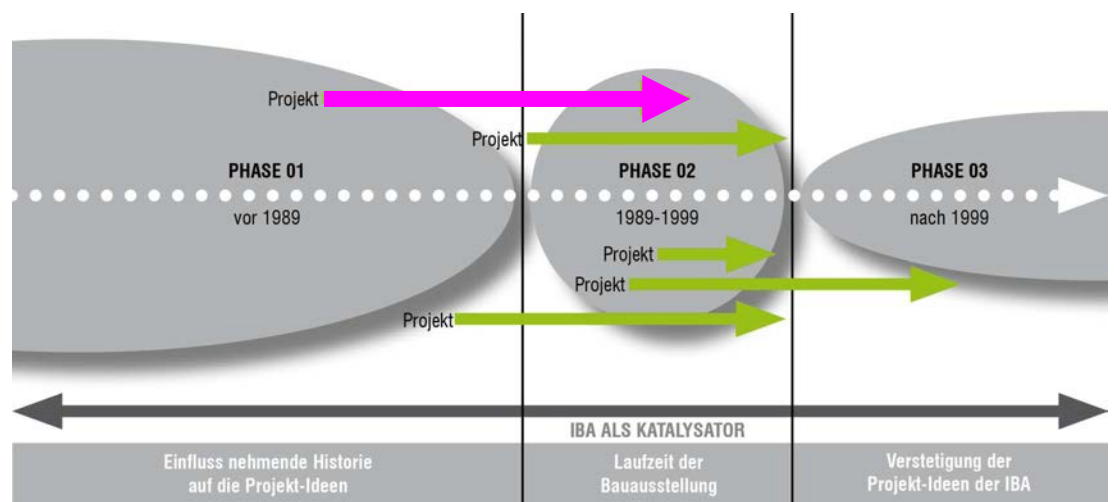 Projekt
Projekt
PHASE 01
PHASE 02
PHASE 03
vor 1989
1989-1999
nach 1999
Projekt
Projekt
Projekt
IBA ALS KATALYSATOR
Einfluss nehmende Historie
auf die Projekt-Ideen
Laufzeit der
Bauausstellung
Verstetigung der
Projekt-Ideen der IBA